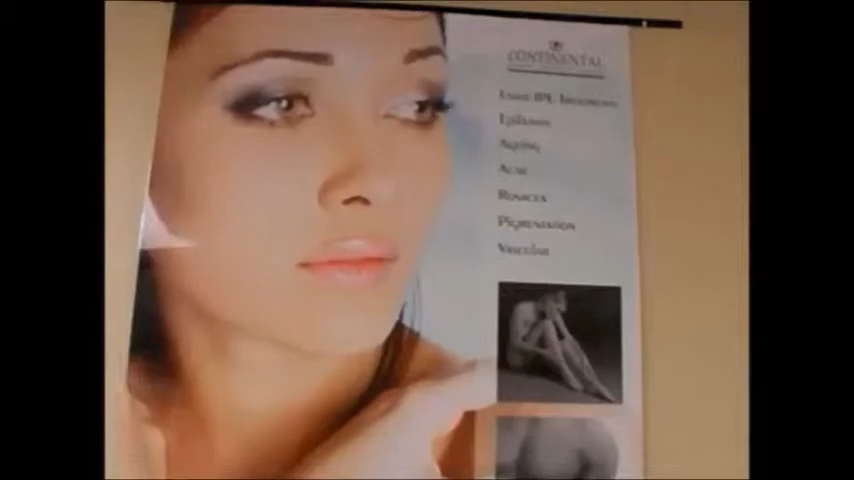 CONTINENTAL
Laser IPL Treatments
Epilation
Ageing
Acne
Rosacea
Pigmentation
Vascular